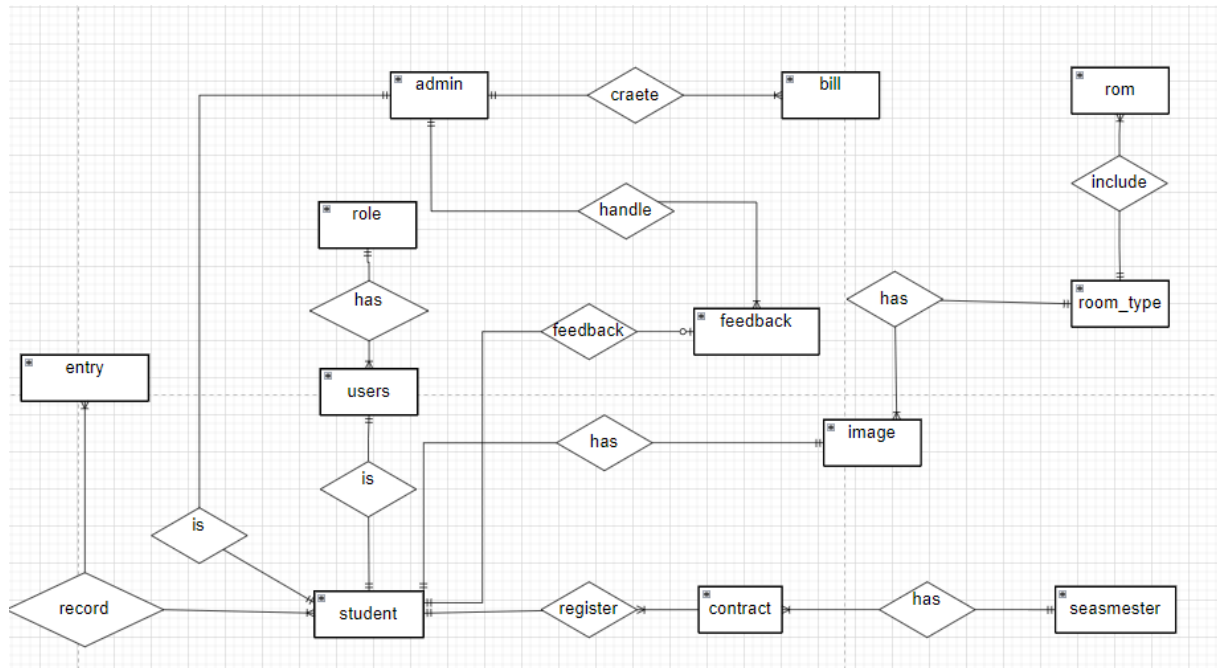 admin
craete
bill
rom
include
role
handle
has
has
room_type
feedback
feedback
entry
users
has
image
is
is
record
student
register
contract
has
seasmester